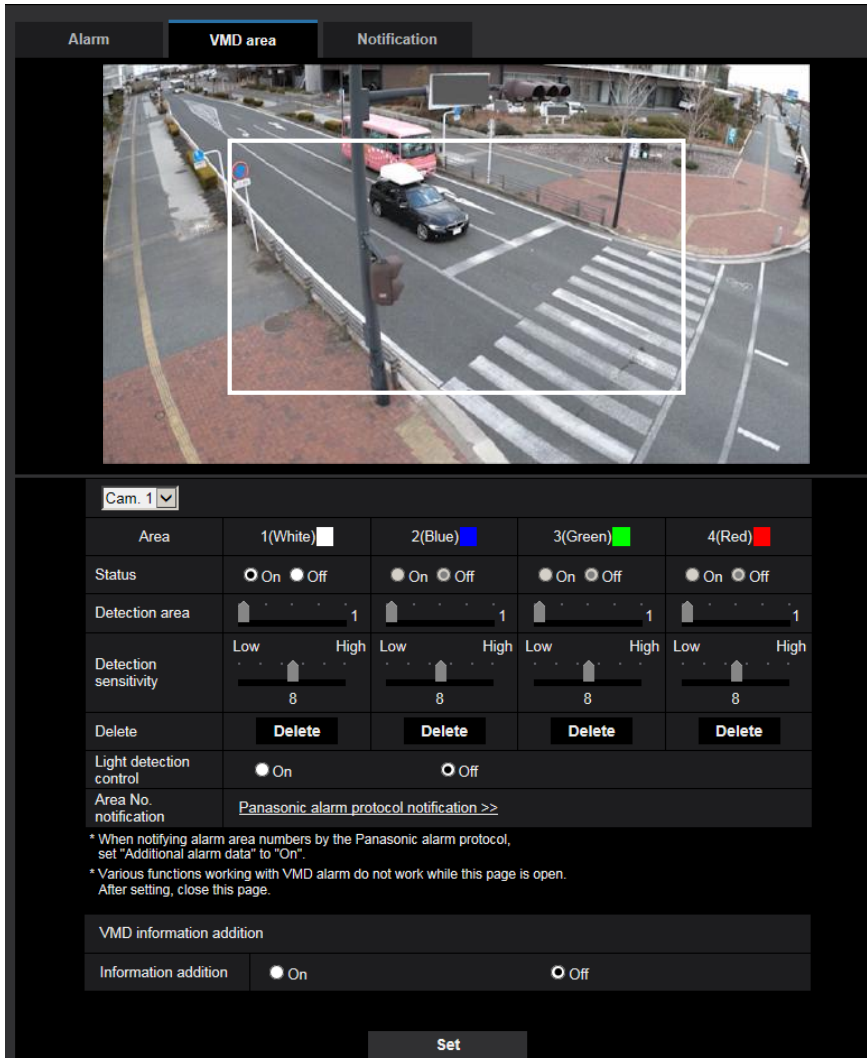 Alarm VMD area Notification
Cam. 1
Area 1(White) 2(Blue) 3(Green) 4(Red)
Status On Off On Off On Off On Off
Detection area 1 1 1 1
Low High Low High Low High Low High
Detection
sensitivity
8 8 8 8
Delete Delete Delete Delete Delete
Light detection
control On Off
Area No.
notification Panasonic alarm protocol notification >>
* When notifying alarm area numbers by the Panasonic alarm protocol,
set "Additional alarm data" to "On".
* Various functions working with VMD alarm do not work while this page is open.
After setting, close this page.
VMD information addition
Information addition On Off
Set